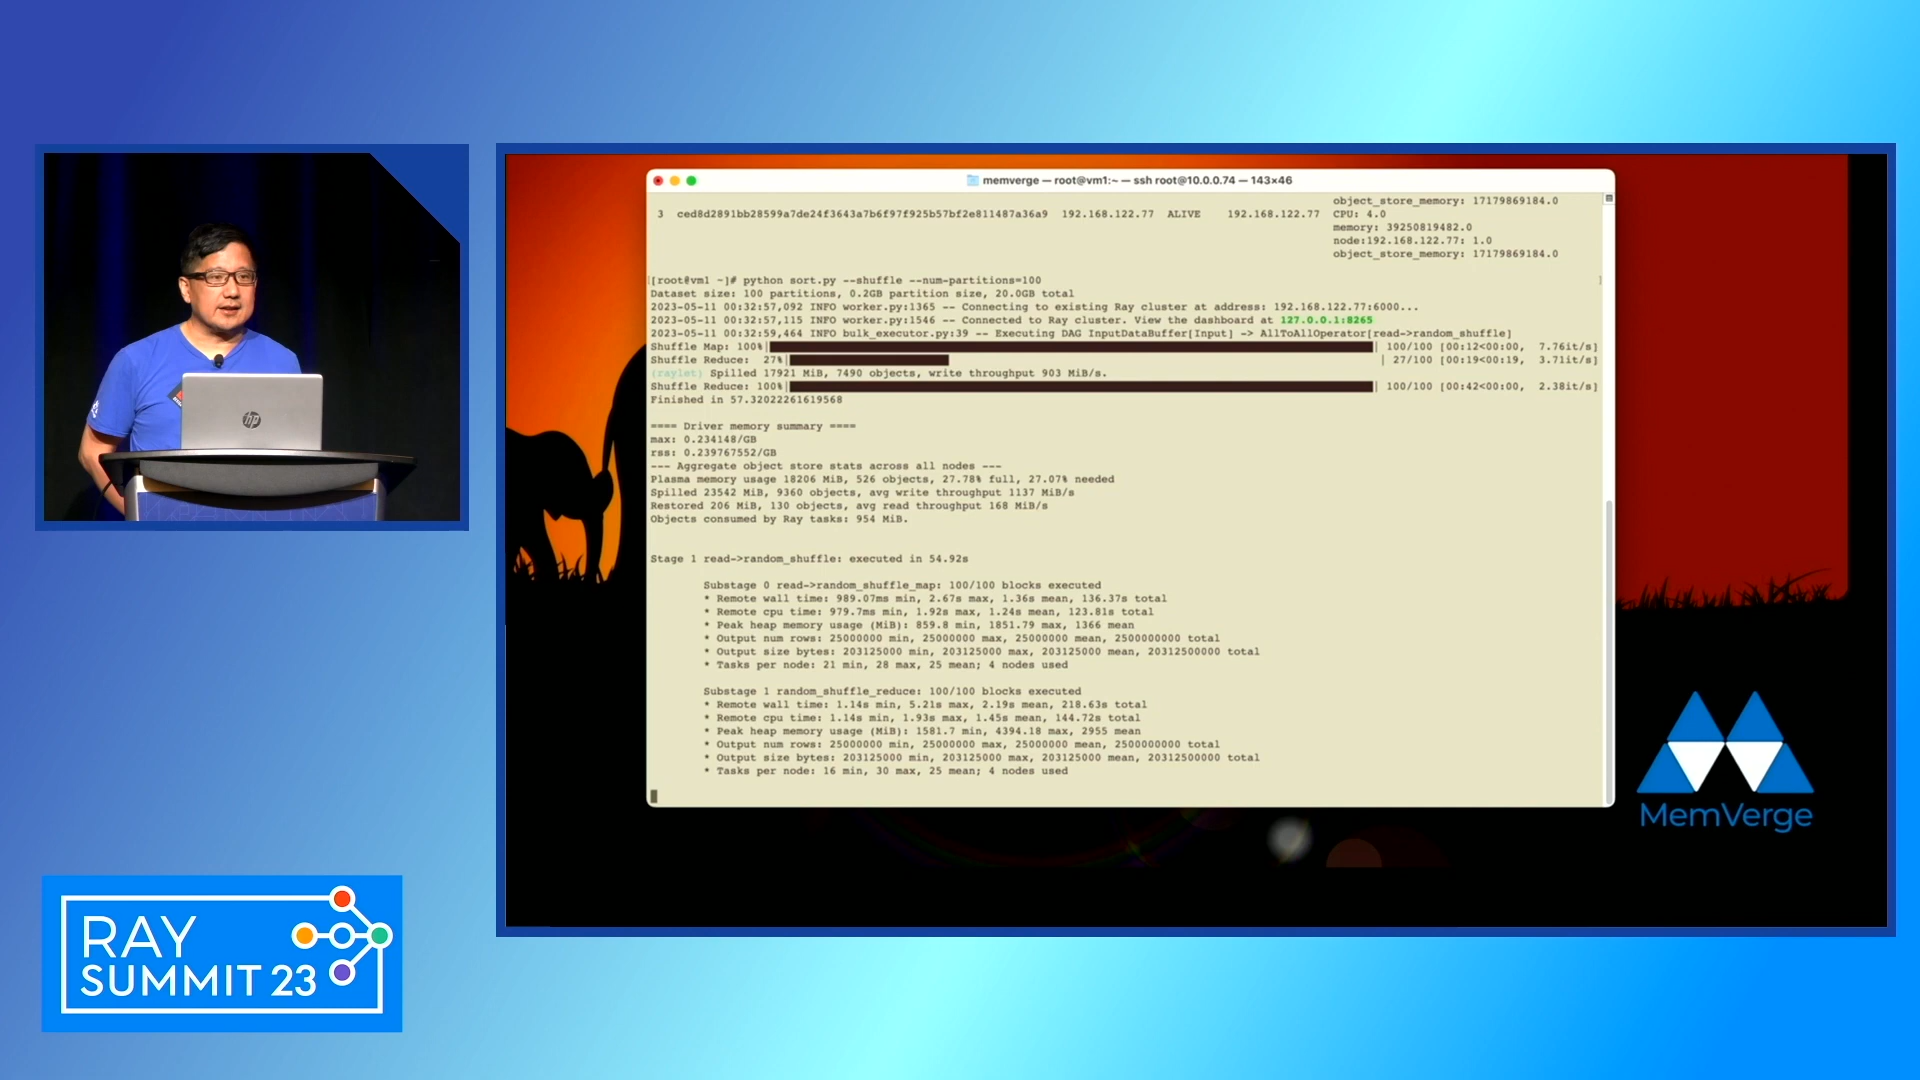 memverge — root@vm1:~ — ssh root@10.0.0.74 — 143×46
object_store_memory: 17179869184.0
3 ced8d2891bb28599a7de24f3643a7b6f97f925b57bf2e811487a36a9 192.168.122.77 ALIVE 192.168.122.77 CPU: 4.0
memory: 39250819482.0
node:192.168.122.77: 1.0
object_store_memory: 17179869184.0
[[root@vm1 ~]# python sort.py --shuffle --num-partitions=100 ]
Dataset size: 100 partitions, 0.2GB partition size, 20.0GB total
2023-05-11 00:32:57,092 INFO worker.py:1365 -- Connecting to existing Ray cluster at address: 192.168.122.77:6000...
2023-05-11 00:32:57,115 INFO worker.py:1546 -- Connected to Ray cluster. View the dashboard at 127.0.0.1:8265
2023-05-11 00:32:59,464 INFO bulk_executor.py:39 -- Executing DAG InputDataBuffer[Input] -> AllToAllOperator[read->random_shuffle]
Shuffle Map: 100%| | 100/100 [00:12<00:00, 7.76it/s]
Shuffle Reduce: 27%| | 27/100 [00:19<00:19, 3.71it/s]
(raylet) Spilled 17921 MiB, 7490 objects, write throughput 903 MiB/s.
Shuffle Reduce: 100%| | 100/100 [00:42<00:00, 2.38it/s]
Finished in 57.32022261619568
==== Driver memory summary ====
max: 0.234148/GB
rss: 0.239767552/GB
--- Aggregate object store stats across all nodes ---
Plasma memory usage 18206 MiB, 526 objects, 27.78% full, 27.07% needed
Spilled 23542 MiB, 9360 objects, avg write throughput 1137 MiB/s
Restored 206 MiB, 130 objects, avg read throughput 168 MiB/s
Objects consumed by Ray tasks: 954 MiB.
Stage 1 read->random_shuffle: executed in 54.92s
Substage 0 read->random_shuffle_map: 100/100 blocks executed
* Remote wall time: 989.07ms min, 2.67s max, 1.36s mean, 136.37s total
* Remote cpu time: 979.7ms min, 1.92s max, 1.24s mean, 123.81s total
* Peak heap memory usage (MiB): 859.8 min, 1851.79 max, 1366 mean
* Output num rows: 25000000 min, 25000000 max, 25000000 mean, 2500000000 total
* Output size bytes: 203125000 min, 203125000 max, 203125000 mean, 20312500000 total
* Tasks per node: 21 min, 28 max, 25 mean; 4 nodes used
Substage 1 random_shuffle_reduce: 100/100 blocks executed
* Remote wall time: 1.14s min, 5.21s max, 2.19s mean, 218.63s total
* Remote cpu time: 1.14s min, 1.93s max, 1.45s mean, 144.72s total
* Peak heap memory usage (MiB): 1581.7 min, 4394.18 max, 2955 mean
* Output num rows: 25000000 min, 25000000 max, 25000000 mean, 2500000000 total
* Output size bytes: 203125000 min, 203125000 max, 203125000 mean, 20312500000 total
* Tasks per node: 16 min, 30 max, 25 mean; 4 nodes used
MemVerge
hp
RAY
SUMMIT 23